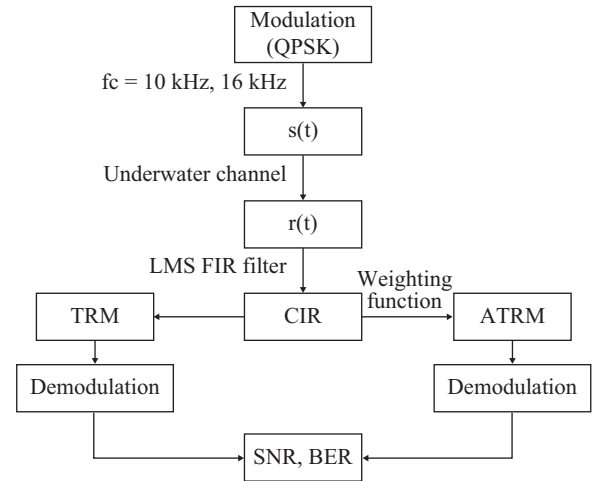 Modulation
(QPSK)
fc = 10 kHz, 16 kHz
s(t)
Underwater channel
r(t)
LMS FIR filter
Weighting
function
TRM
CIR
ATRM
Demodulation
Demodulation
SNR, BER